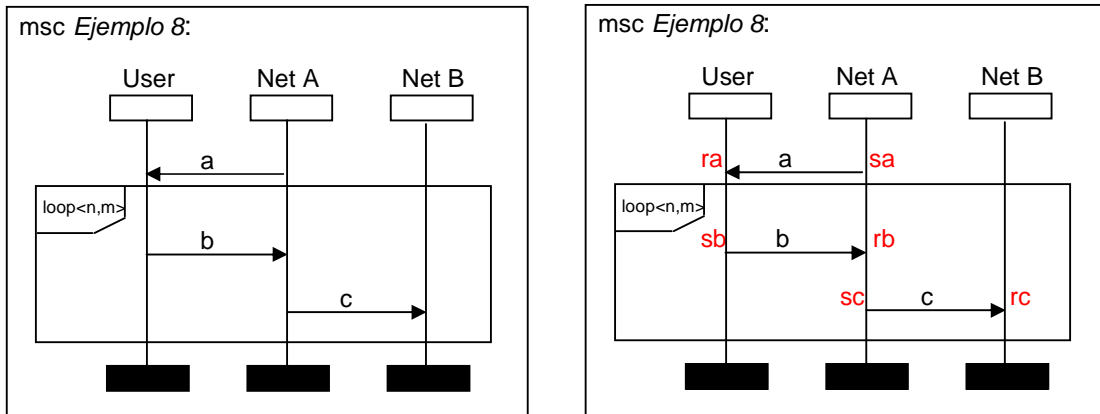 msc Ejemplo 8:
User Net A Net B
a
loop<n,m>
b
c
msc Ejemplo 8:
User Net A Net B
ra a sa
loop<n,m>
sb b rb
sc c rc